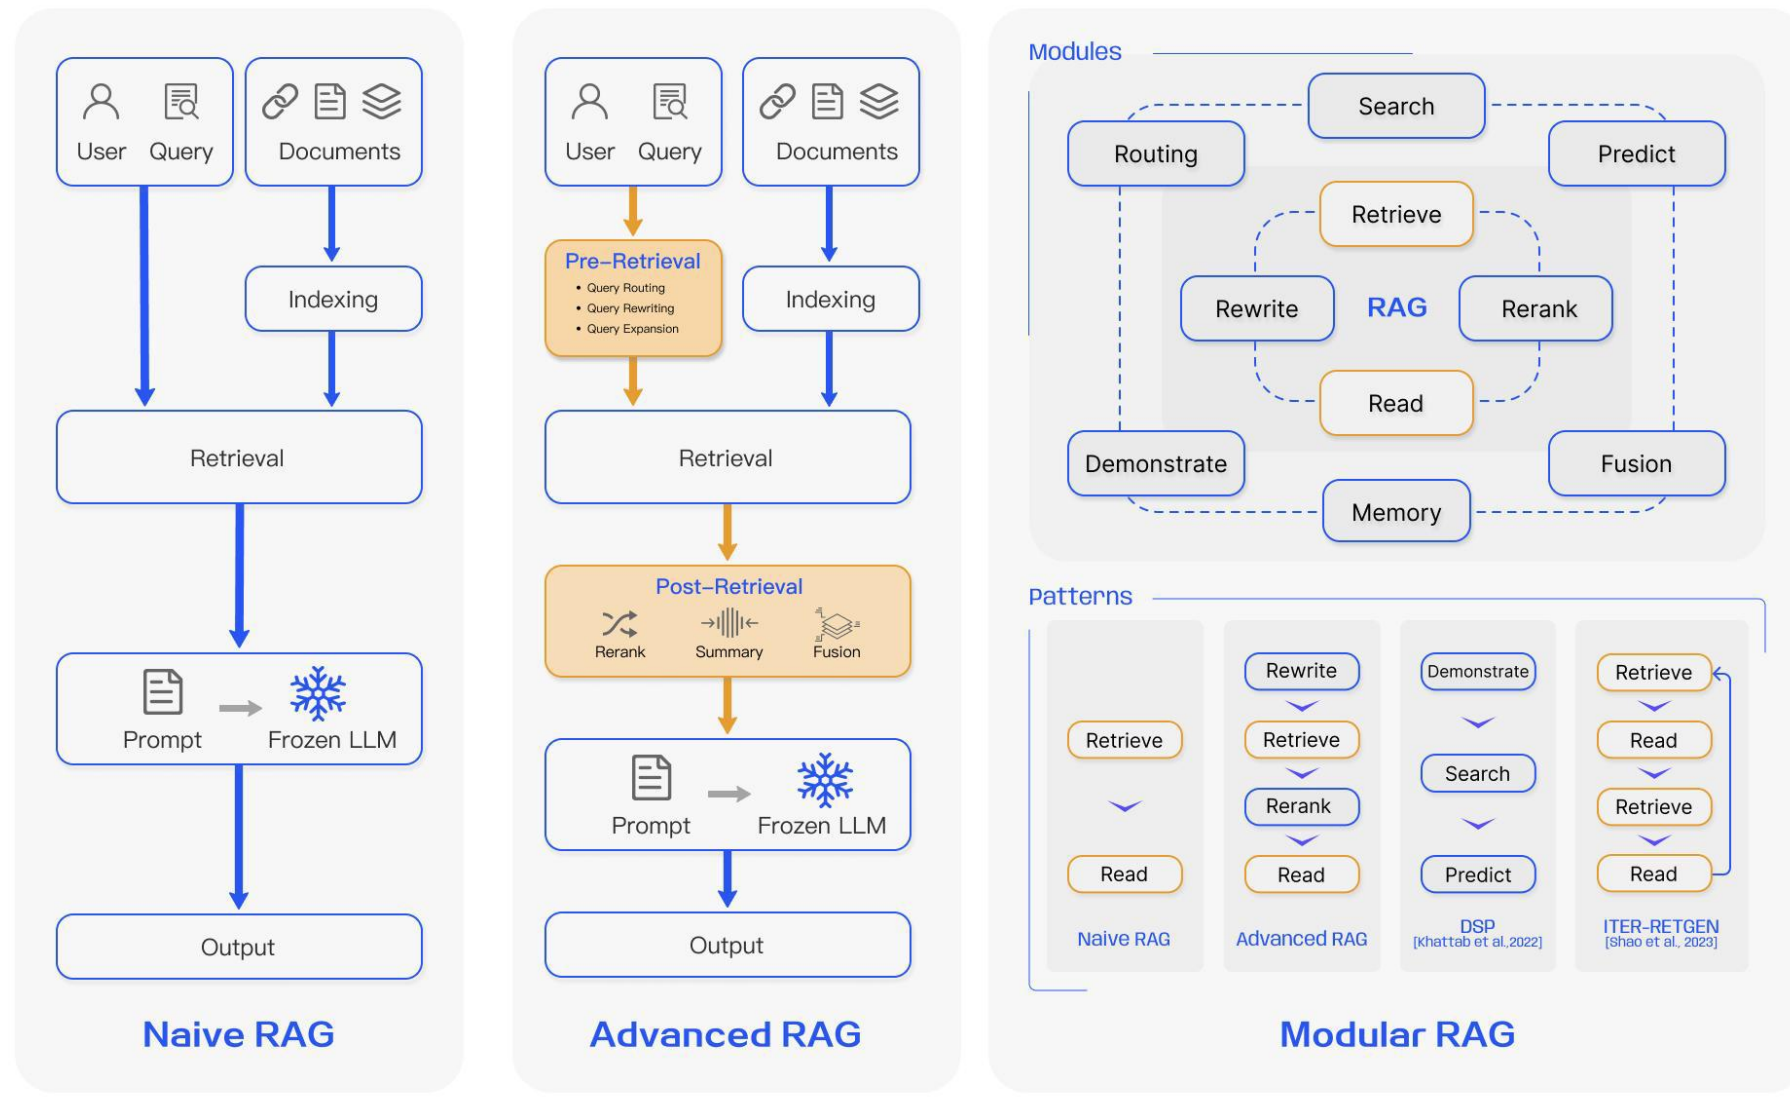 User Query
Documents
Indexing
Retrieval
Prompt
Frozen LLM
Output
Naive RAG
User Query
Documents
Pre-Retrieval
• Query Routing
• Query Rewriting
• Query Expansion
Indexing
Retrieval
Post-Retrieval
Rerank
Summary
Fusion
Prompt
Frozen LLM
Output
Advanced RAG
Modules
Search
Routing
Predict
Retrieve
Rewrite
RAG
Rerank
Read
Demonstrate
Fusion
Memory
Patterns
Retrieve
Read
Naive RAG
Rewrite
Retrieve
Rerank
Read
Advanced RAG
Demonstrate
Search
Predict
DSP
[Khattab et al.,2022]
Retrieve
Read
Retrieve
Read
ITER-RETGEN
[Shao et al., 2023]
Modular RAG